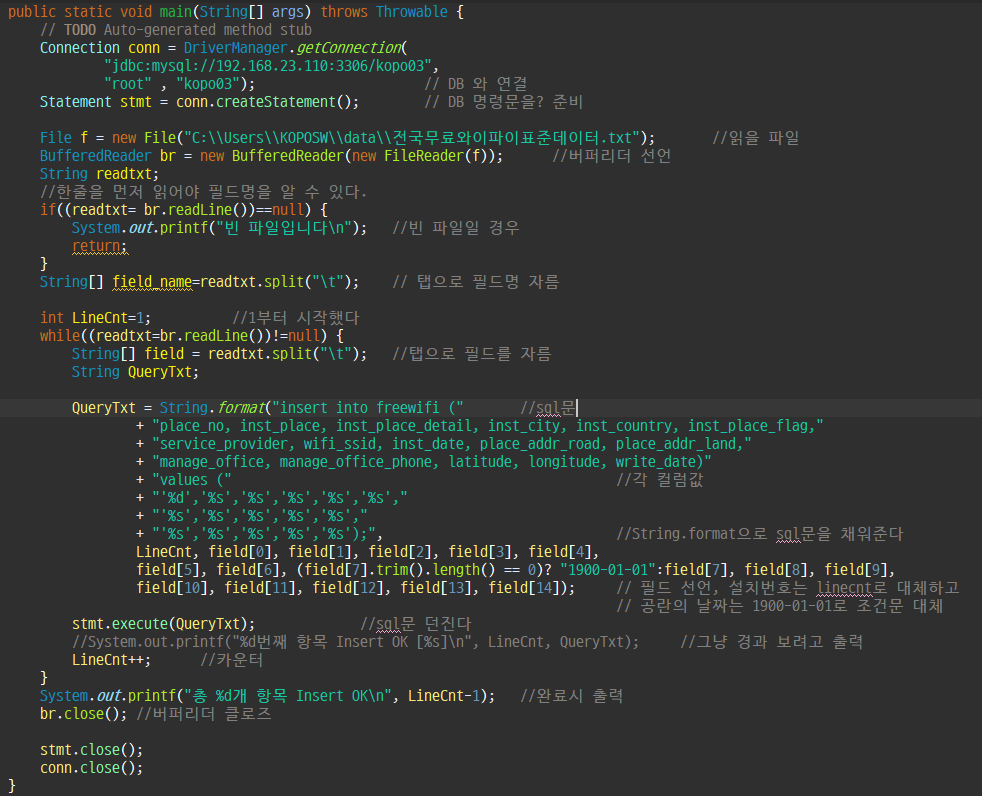 public static void main(String[] args) throws Throwable {
// TODO Auto-generated method stub
Connection conn = DriverManager.getConnection(
"jdbc:mysql://192.168.23.110:3306/kopo03",
"root" , "kopo03"); // DB 와 연결
Statement stmt = conn.createStatement(); // DB 명령문을? 준비
File f = new File("C:\\Users\\KOPOSW\\data\\전국무료와이파이표준데이터.txt"); //읽을 파일
BufferedReader br = new BufferedReader(new FileReader(f)); //버퍼리더 선언
String readtxt;
//한줄을 먼저 읽어야 필드명을 알 수 있다.
if((readtxt= br.readLine())==null) {
System.out.printf("빈 파일입니다\n"); //빈 파일일 경우
return;
}
String[] field_name=readtxt.split("\t"); // 탭으로 필드명 자름
int LineCnt=1; //1부터 시작했다
while((readtxt=br.readLine())!=null) {
String[] field = readtxt.split("\t"); //탭으로 필드를 자름
String QueryTxt;
QueryTxt = String.format("insert into freewifi (" //sql문
+ "place_no, inst_place, inst_place_detail, inst_city, inst_country, inst_place_flag,"
+ "service_provider, wifi_ssid, inst_date, place_addr_road, place_addr_land,"
+ "manage_office, manage_office_phone, latitude, longitude, write_date)"
+ "values (" //각 컬럼값
+ "'%d','%s','%s','%s','%s','%s',"
+ "'%s','%s','%s','%s','%s',"
+ "'%s','%s','%s','%s','%s');", //String.format으로 sql문을 채워준다
LineCnt, field[0], field[1], field[2], field[3], field[4],
field[5], field[6], (field[7].trim().length() == 0)? "1900-01-01":field[7], field[8], field[9],
field[10], field[11], field[12], field[13], field[14]); // 필드 선언, 설치번호는 linecnt로 대체하고
// 공란의 날짜는 1900-01-01로 조건문 대체
stmt.execute(QueryTxt); //sql문 던진다
//System.out.printf("%d번째 항목 Insert OK [%s]\n", LineCnt, QueryTxt); //그냥 경과 보려고 출력
LineCnt++; //카운터
}
System.out.printf("총 %d개 항목 Insert OK\n", LineCnt-1); //완료시 출력
br.close(); //버퍼리더 클로즈
stmt.close();
conn.close();
}